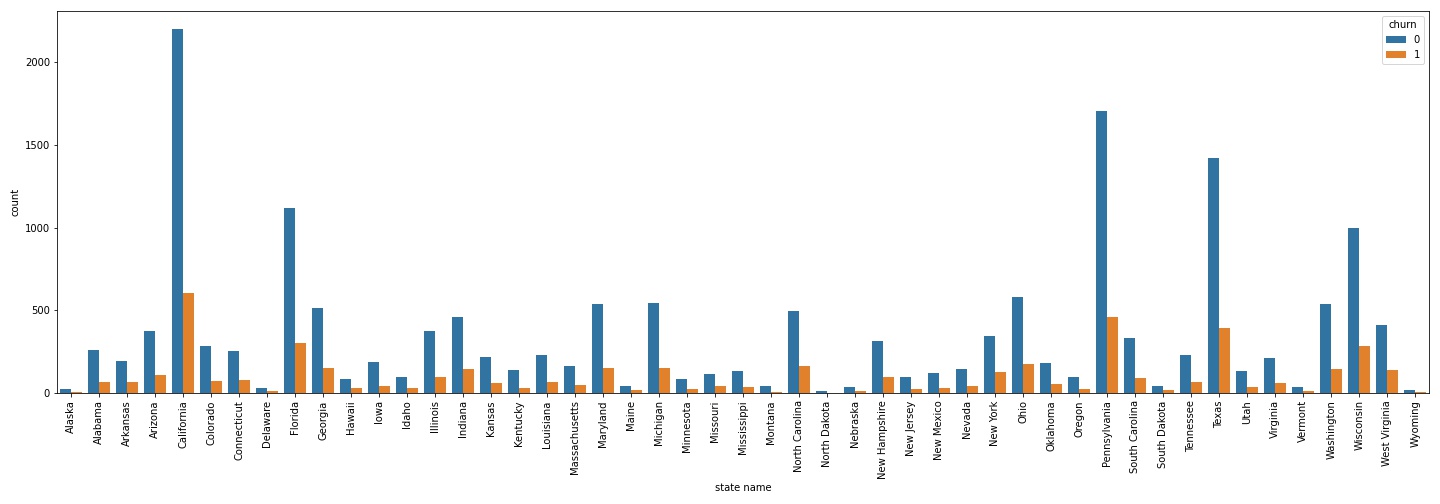 churn
0
1
2000
1500
1000
500
0
count
Alaska
Alabama
Arkansas
Arizona
California
Colorado
Connecticut
Delaware
Florida
Georgia
Hawaii
Iowa
Idaho
Illinois
Indiana
Kansas
Kentucky
Louisiana
Massachusetts
Maryland
Maine
Michigan
Minnesota
Missouri
Mississippi
Montana
North Carolina
North Dakota
Nebraska
New Hampshire
New Jersey
New Mexico
Nevada
New York
Ohio
Oklahoma
Oregon
Pennsylvania
South Carolina
South Dakota
Tennessee
Texas
Utah
Virginia
Vermont
Washington
Wisconsin
West Virginia
Wyoming
state name